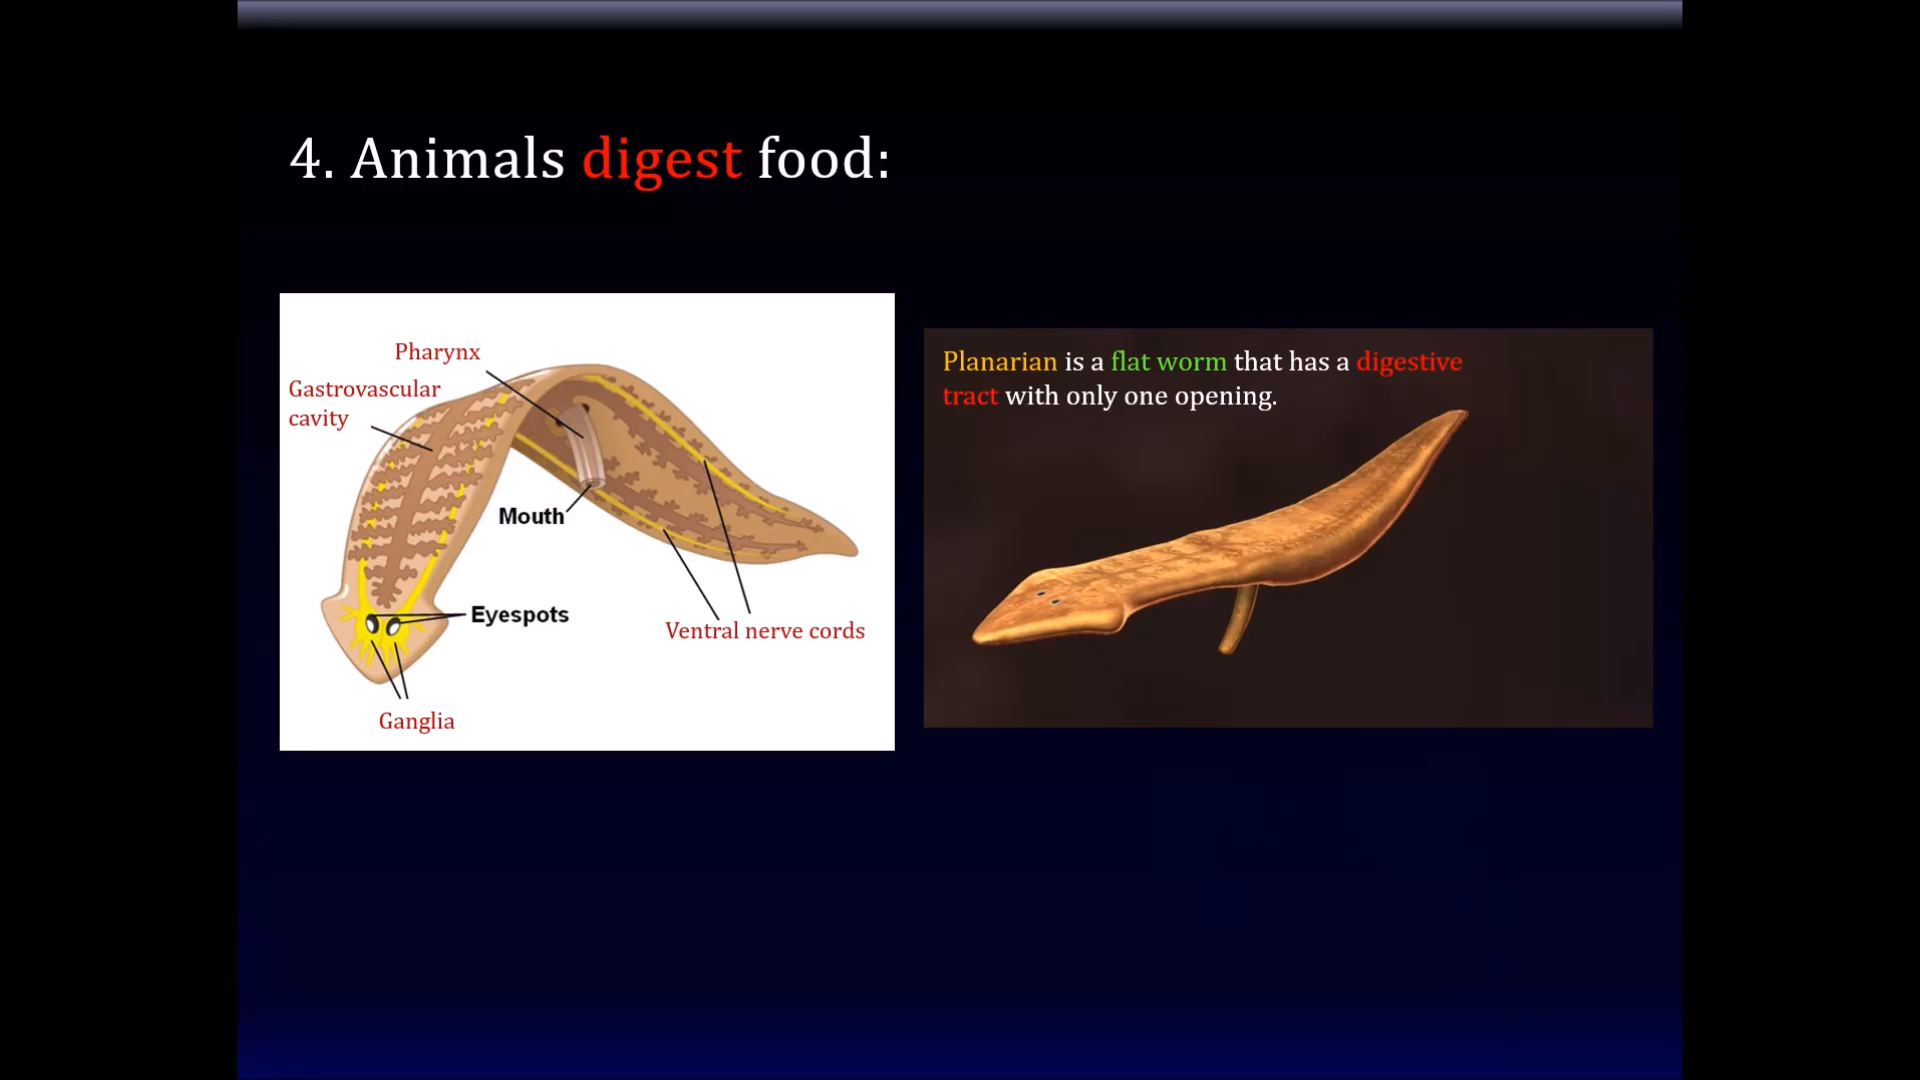 4. Animals digest food:
Pharynx
Gastrovascular
cavity
Mouth
Eyespots
Ventral nerve cords
Ganglia
Planarian is a flat worm that has a digestive
tract with only one opening.